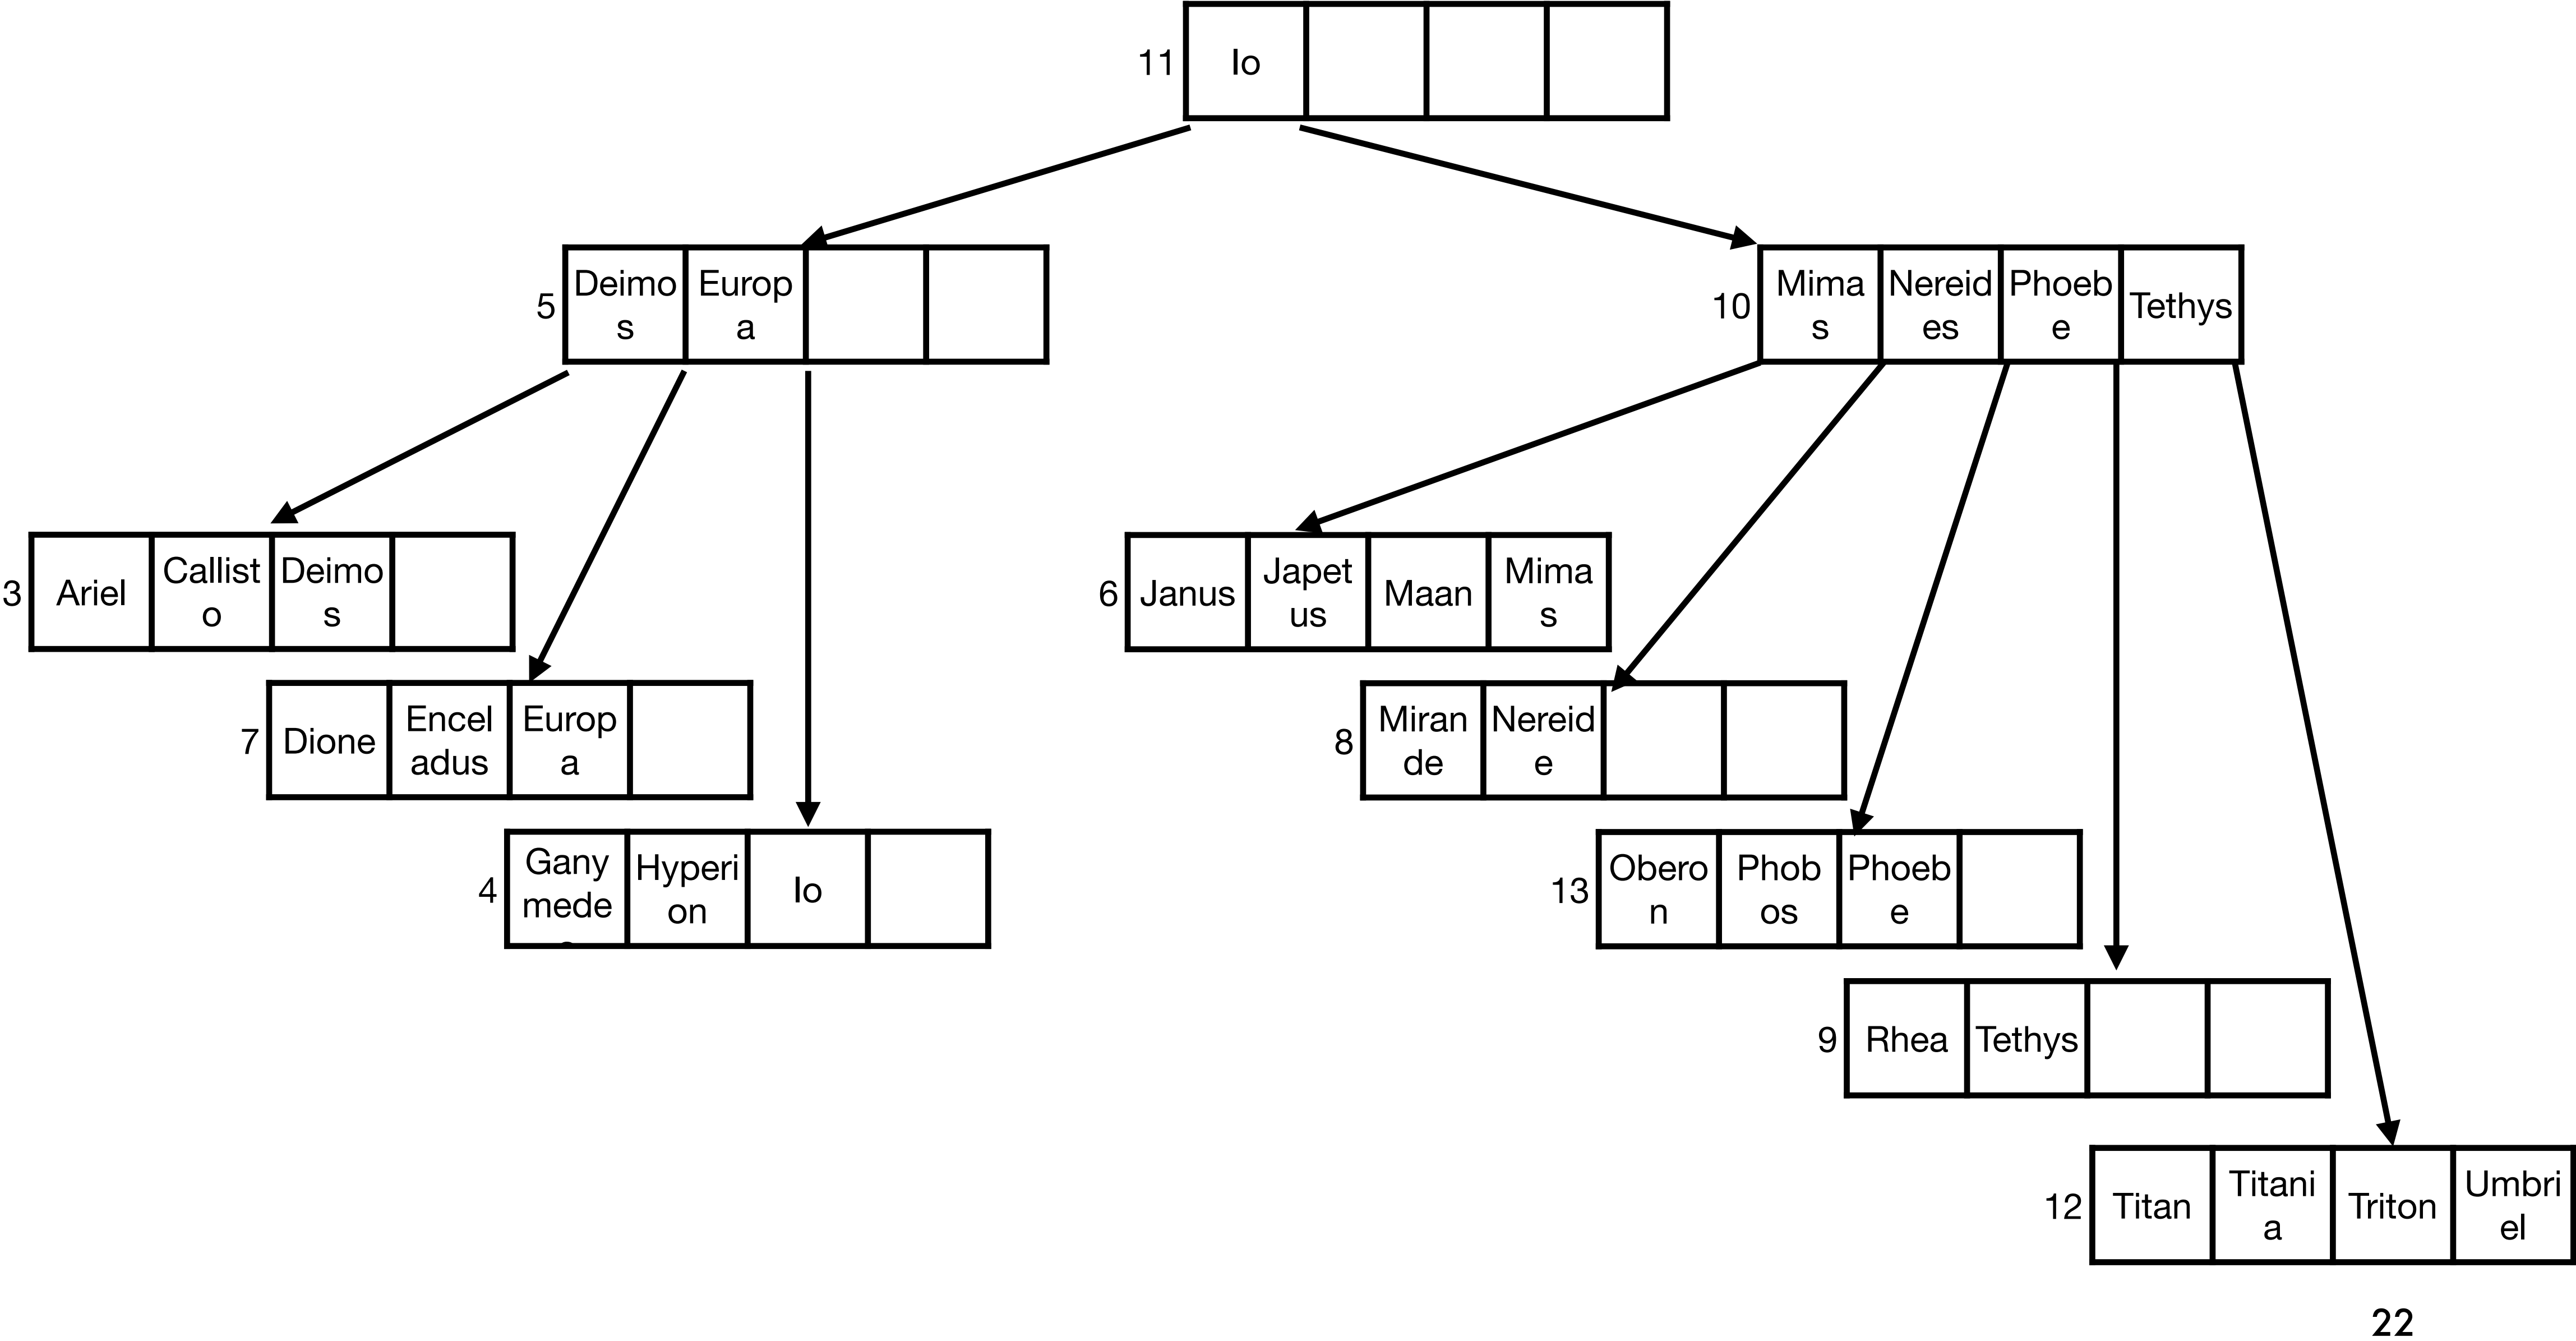 11
Io
5
Deimo
s
Europ
a
10
Mima
s
Nereid
es
Phoeb
e
Tethys
3
Ariel
Callist
o
Deimo
s
6
Janus
Japet
us
Maan
Mima
s
7
Dione
Encel
adus
Europ
a
8
Miran
de
Nereid
e
4
Gany
mede
Hyperi
on
Io
13
Obero
n
Phob
os
Phoeb
e
9
Rhea
Tethys
12
Titan
Titani
a
Triton
Umbri
el
22